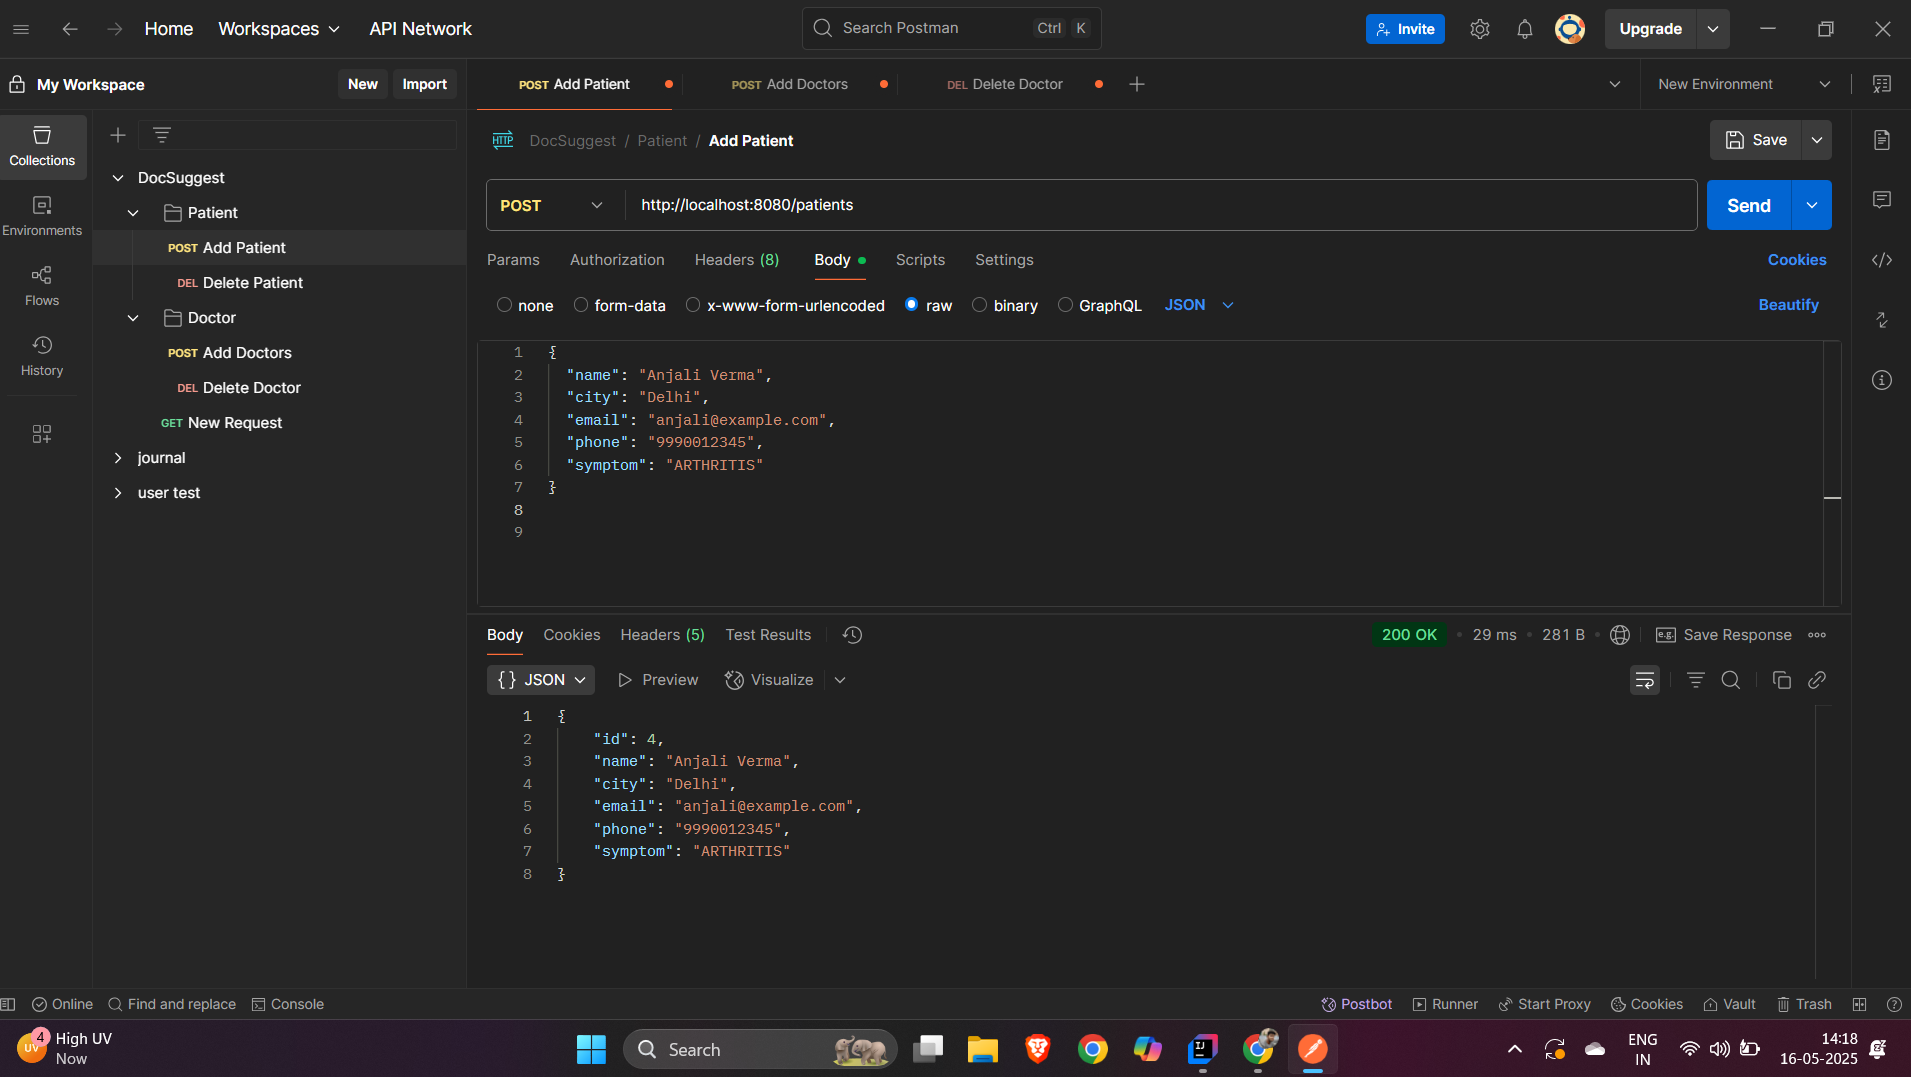 Home Workspaces API Network Search Postman Ctrl K Invite Upgrade
My Workspace New Import POST Add Patient POST Add Doctors DEL Delete Doctor New Environment
Collections
Environments
Flows
History
DocSuggest
Patient
POST Add Patient
DEL Delete Patient
Doctor
POST Add Doctors
DEL Delete Doctor
GET New Request
journal
user test
HTTP DocSuggest / Patient / Add Patient Save
POST http://localhost:8080/patients Send
Params Authorization Headers (8) Body Scripts Settings Cookies
none form-data x-www-form-urlencoded raw binary GraphQL JSON Beautify
1 {
2 "name": "Anjali Verma",
3 "city": "Delhi",
4 "email": "anjali@example.com",
5 "phone": "9990012345",
6 "symptom": "ARTHRITIS"
7 }
8
9
Body Cookies Headers (5) Test Results 200 OK • 29 ms • 281 B • e.g. Save Response
{} JSON Preview Visualize
1 {
2 "id": 4,
3 "name": "Anjali Verma",
4 "city": "Delhi",
5 "email": "anjali@example.com",
6 "phone": "9990012345",
7 "symptom": "ARTHRITIS"
8 }
Online Find and replace Console Postbot Runner Start Proxy Cookies Vault Trash
UV 4 High UV
Now
Search
IJ
ENG
IN
14:18
16-05-2025